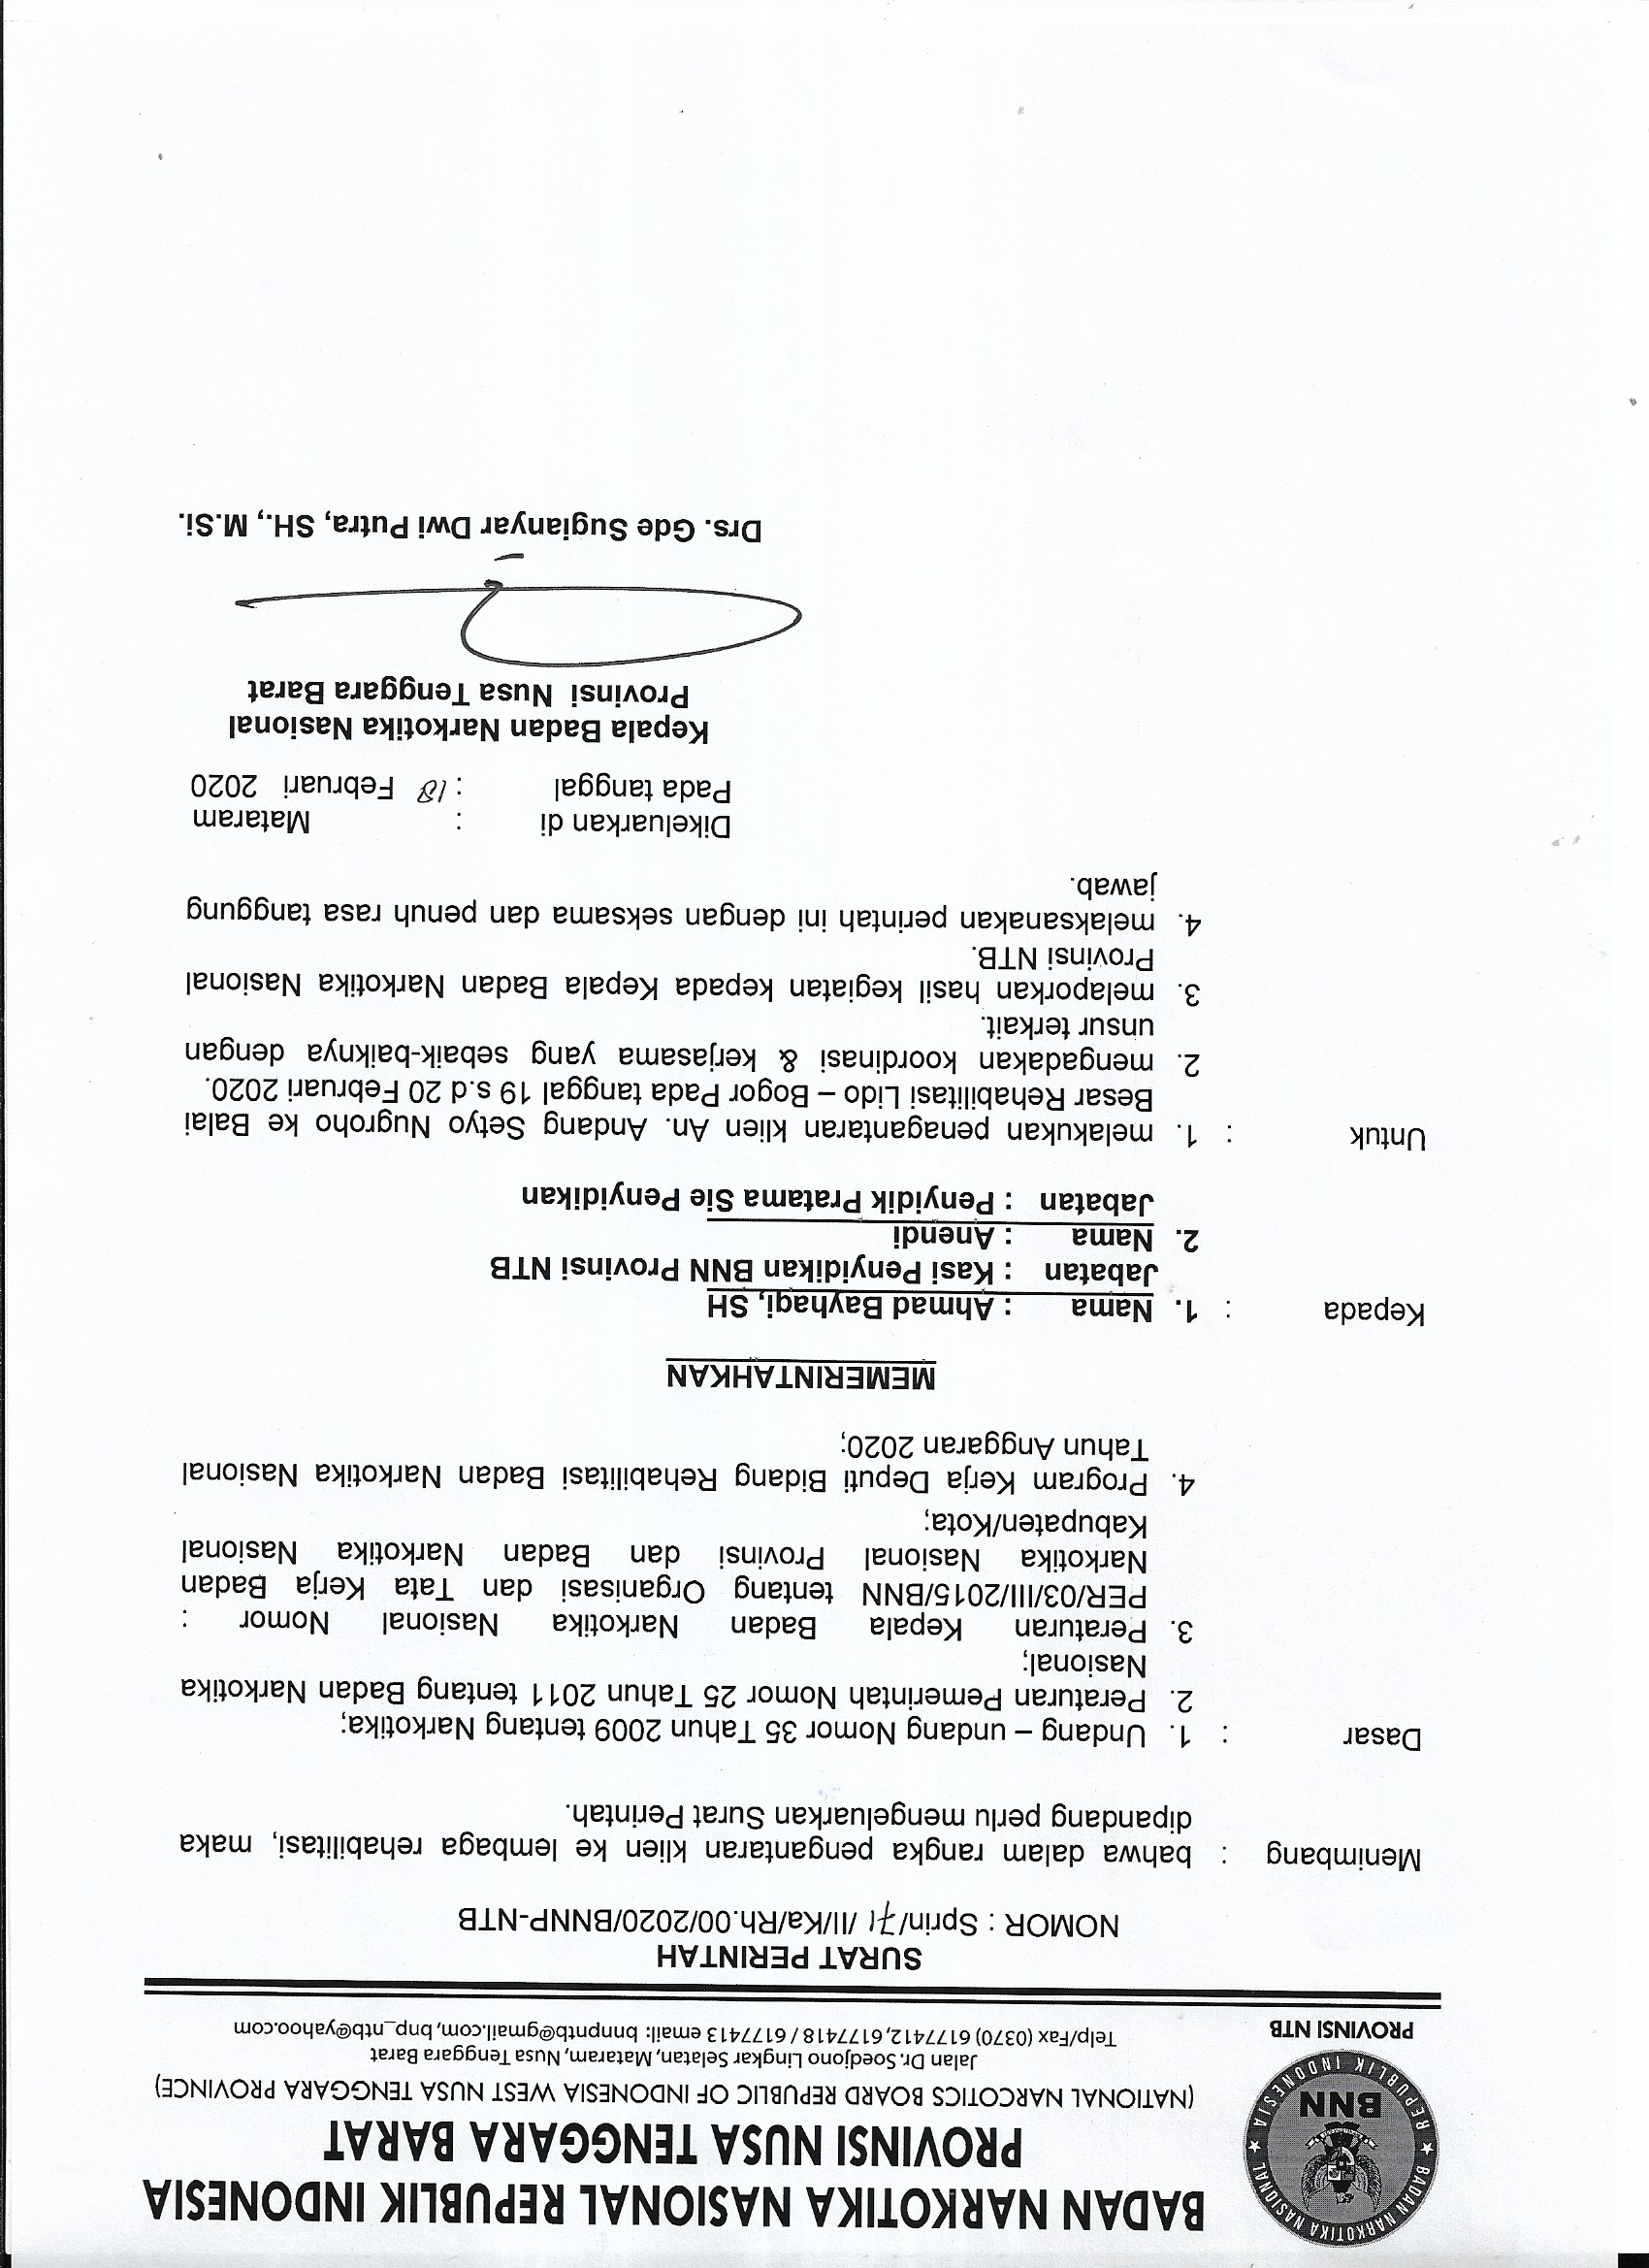 BADAN NARKOTIKA NASIONAL REPUBLIK INDONESIA
PROVINSI NUSA TENGGARA BARAT
(NATIONAL NARCOTICS BOARD REPUBLIC OF INDONESIA WEST NUSA TENGGARA PROVINCE)
Jalan Dr. Soedjono Lingkar Selatan, Mataram, Nusa Tenggara Barat
Telp/Fax (0370) 6177412, 6177418 / 6177413 email: bnnpntb@gmail.com, bnp_ntb@yahoo.com
BADAN NARKOTIKA NASIONAL
REPUBLIK INDONESIA
BNN
PROVINSI NTB
SURAT PERINTAH
NOMOR : Sprin/71 /II/Ka/Rh.00/2020/BNNP-NTB
Menimbang : bahwa dalam rangka pengantaran klien ke lembaga rehabilitasi, maka
dipandang perlu mengeluarkan Surat Perintah.
Dasar : 1. Undang – undang Nomor 35 Tahun 2009 tentang Narkotika;
2. Peraturan Pemerintah Nomor 25 Tahun 2011 tentang Badan Narkotika
Nasional;
3. Peraturan Kepala Badan Narkotika Nasional Nomor :
PER/03/III/2015/BNN tentang Organisasi dan Tata Kerja Badan
Narkotika Nasional Provinsi dan Badan Narkotika Nasional
Kabupaten/Kota;
4. Program Kerja Deputi Bidang Rehabilitasi Badan Narkotika Nasional
Tahun Anggaran 2020;
MEMERINTAHKAN
Kepada : 1. Nama : Ahmad Bayhaqi, SH
Jabatan : Kasi Penyidikan BNN Provinsi NTB
2. Nama : Anendi
Jabatan : Penyidik Pratama Sie Penyidikan
Untuk : 1. melakukan penagantaran klien An. Andang Setyo Nugroho ke Balai
Besar Rehabilitasi Lido – Bogor Pada tanggal 19 s.d 20 Februari 2020.
2. mengadakan koordinasi & kerjasama yang sebaik-baiknya dengan
unsur terkait.
3. melaporkan hasil kegiatan kepada Kepala Badan Narkotika Nasional
Provinsi NTB.
4. melaksanakan perintah ini dengan seksama dan penuh rasa tanggung
jawab.
Dikeluarkan di : Mataram
Pada tanggal : 18 Februari 2020
Kepala Badan Narkotika Nasional
Provinsi Nusa Tenggara Barat
Drs. Gde Sugianyar Dwi Putra, SH., M.Si.